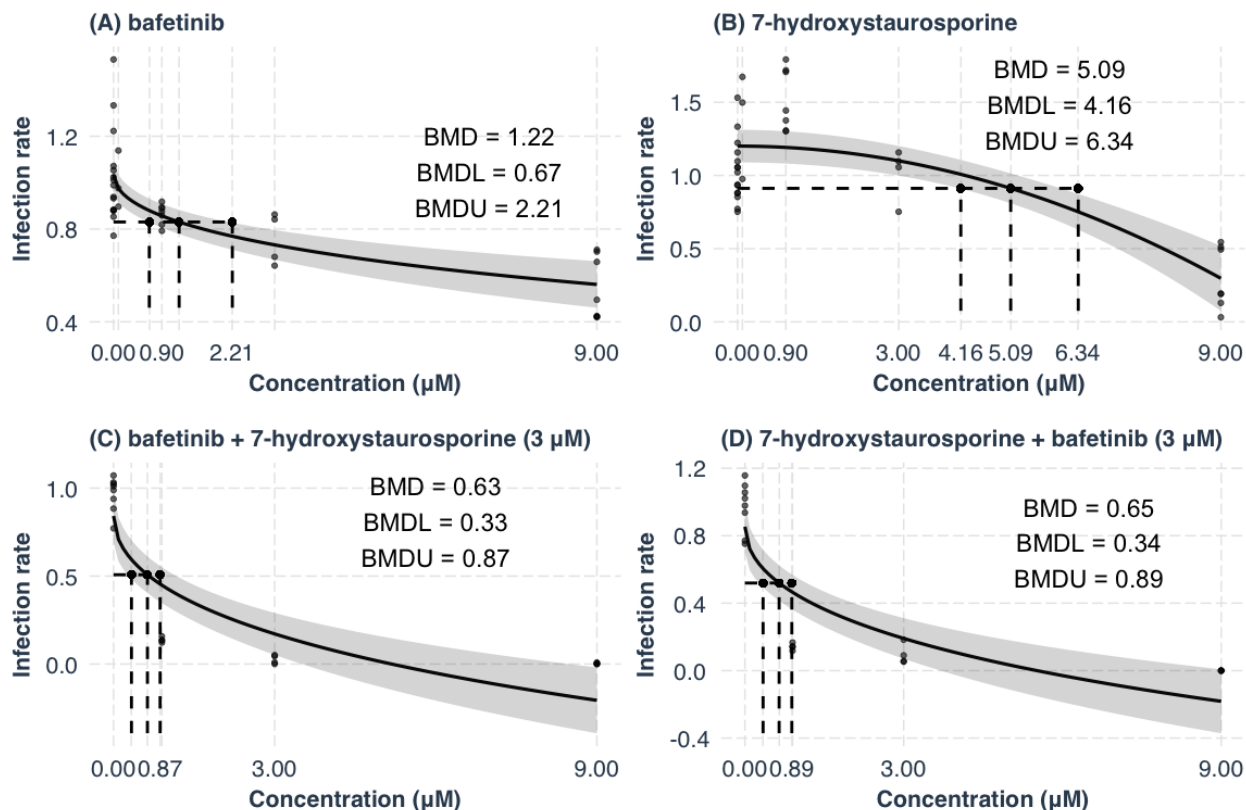 (A) bafetinib
Infection rate
1.2
0.8
0.4
BMD = 1.22
BMDL = 0.67
BMDU = 2.21
0.00 0.90 2.21 9.00
Concentration (µM)
(B) 7-hydroxystaurosporine
Infection rate
1.5
1.0
0.5
0.0
BMD = 5.09
BMDL = 4.16
BMDU = 6.34
0.00 0.90 3.00 4.16 5.09 6.34 9.00
Concentration (µM)
(C) bafetinib + 7-hydroxystaurosporine (3 µM)
Infection rate
1.0
0.5
0.0
BMD = 0.63
BMDL = 0.33
BMDU = 0.87
0.00 0.87 3.00 9.00
Concentration (µM)
(D) 7-hydroxystaurosporine + bafetinib (3 µM)
Infection rate
1.2
0.8
0.4
0.0
-0.4
BMD = 0.65
BMDL = 0.34
BMDU = 0.89
0.00 0.89 3.00 9.00
Concentration (µM)